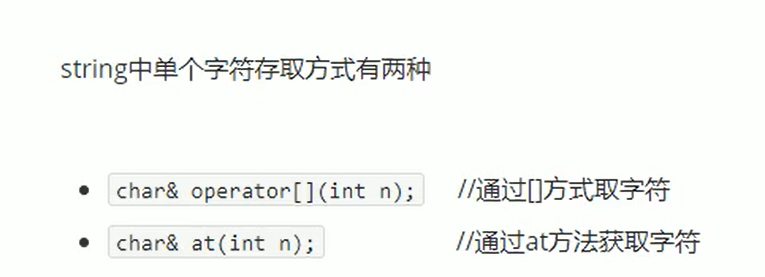 string中单个字符存取方式有两种
char& operator[](int n); //通过[]方式取字符
char& at(int n); //通过at方法获取字符